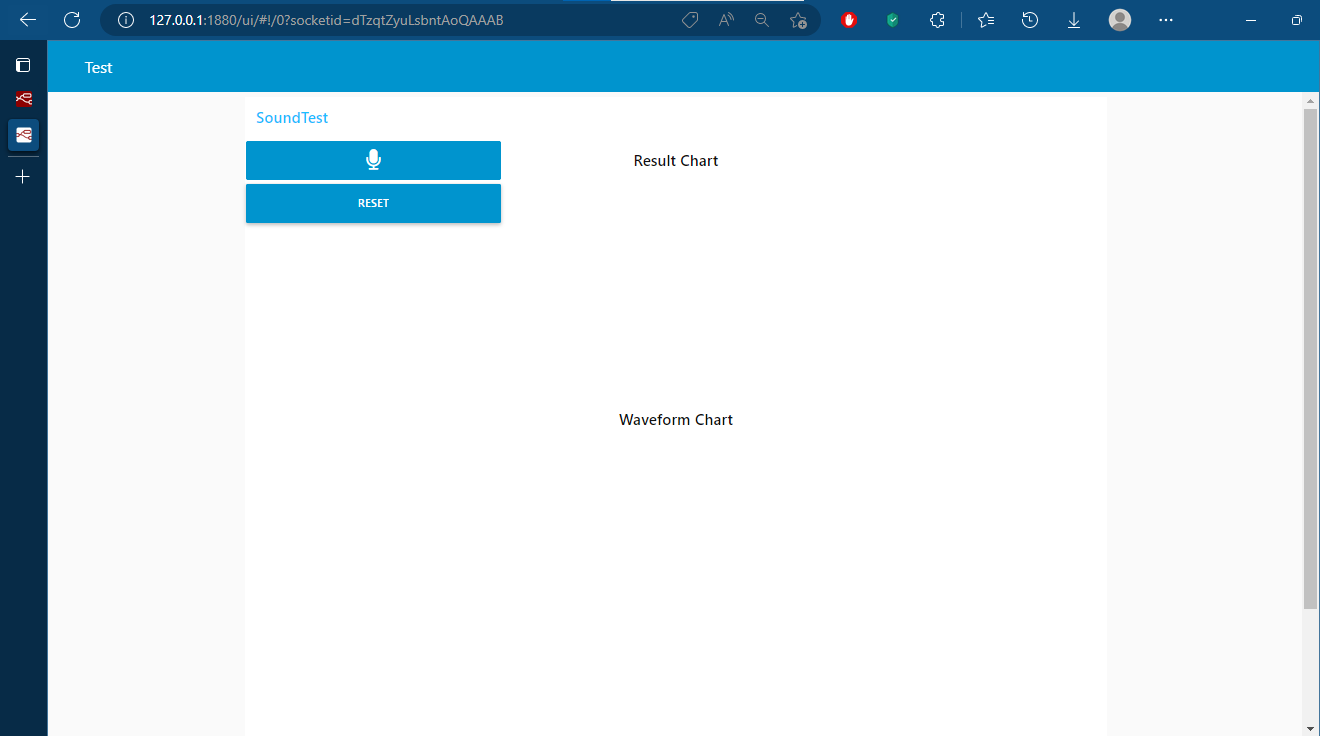 127.0.0.1:1880/ui/#!/0?socketid=dTzqtZyuLsbntAoQAAAB
Test
SoundTest
Result Chart
RESET
Waveform Chart